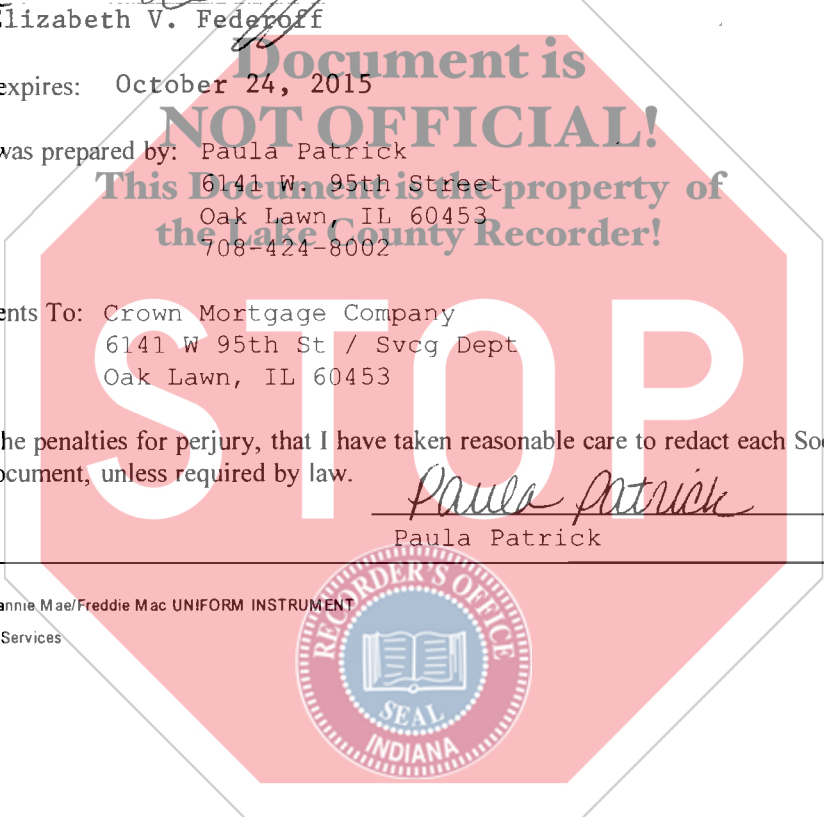 Elizabeth V. Federoff
Document is
expires: October 24, 2015
NOT OFFICIAL!
was prepared by: Paula Patrick
This Document is the property of
6141 W. 95th Street
Oak Lawn, IL 60453
the Lake County Recorder!
708-424-8002
ents To: Crown Mortgage Company
6141 W 95th St / Svcg Dept
Oak Lawn, IL 60453
STOP
he penalties for perjury, that I have taken reasonable care to redact each Soc
ocument, unless required by law.
Paula Patrick
Paula Patrick
annie Mae/Freddie Mac UNIFORM INSTRUMENT
Services
RECORDER'S OFFICE
SEAL
INDIANA